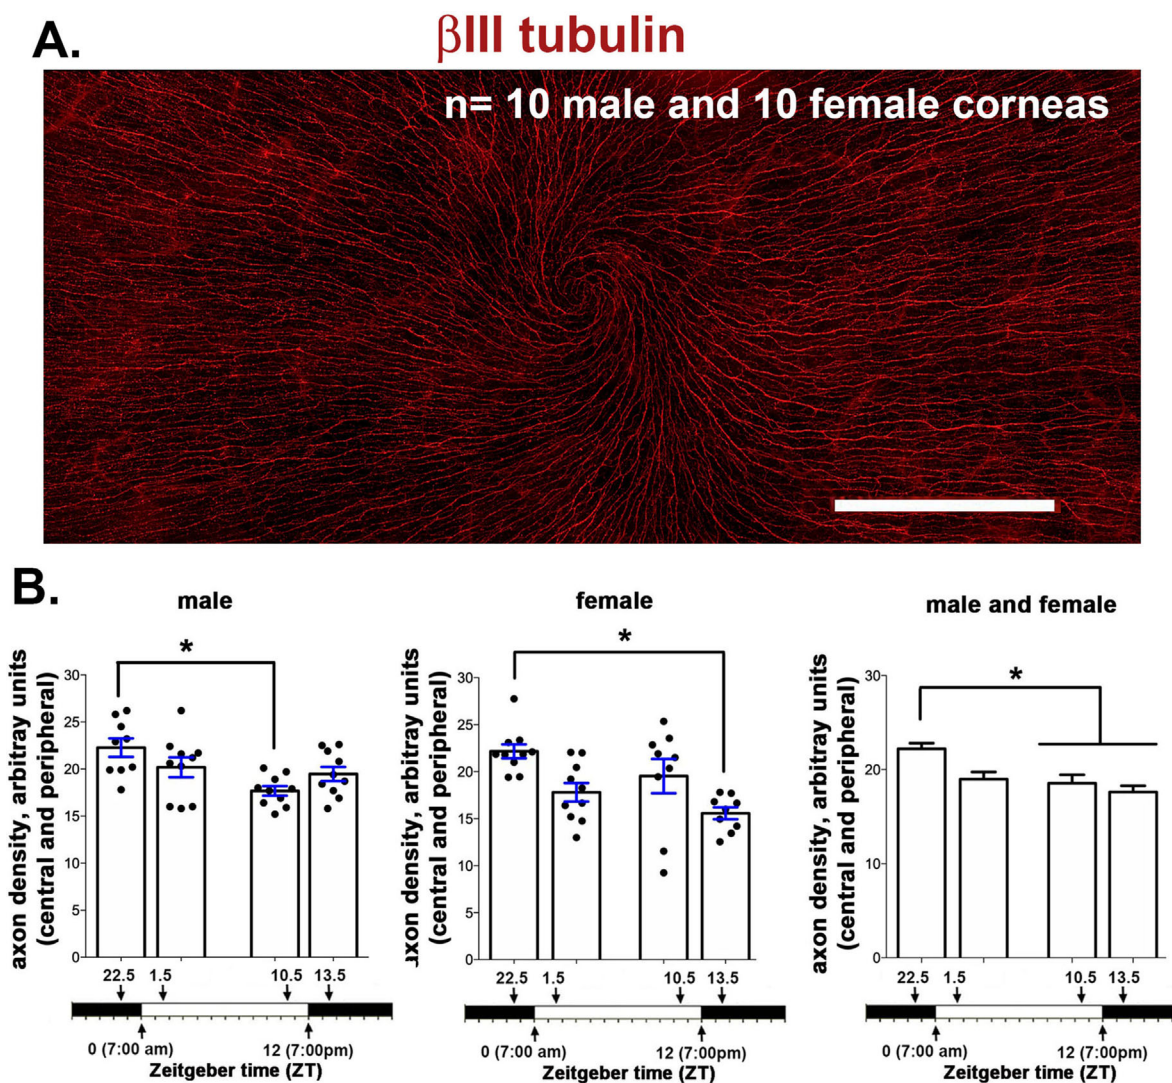 A.
βIII tubulin
n= 10 male and 10 female corneas
B.
male
axon density, arbitray units
(central and peripheral)
30
25
20
15
10
5
0
*
22.5 1.5 10.5 13.5
0 (7:00 am) 12 (7:00pm)
Zeitgeber time (ZT)
female
axon density, arbitray units
(central and peripheral)
30
25
20
15
10
5
0
*
22.5 1.5 10.5 13.5
0 (7:00 am) 12 (7:00pm)
Zeitgeber time (ZT)
male and female
axon density, arbitray units
(central and peripheral)
30
20
10
0
*
22.5 1.5 10.5 13.5
0 (7:00 am) 12 (7:00pm)
Zeitgeber time (ZT)